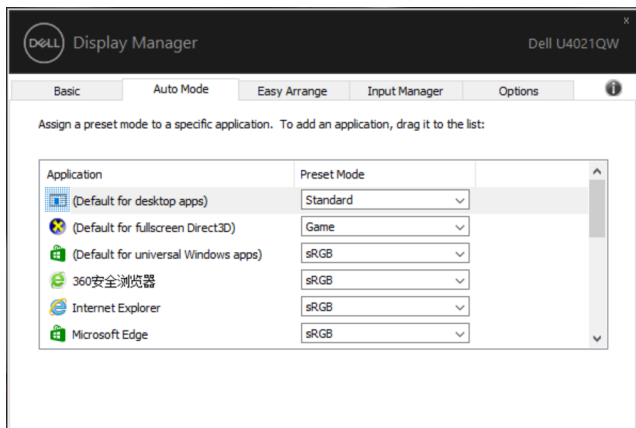 DELL Display Manager Dell U4021QW
x
Basic Auto Mode Easy Arrange Input Manager Options i
Assign a preset mode to a specific application. To add an application, drag it to the list:
Application Preset Mode
(Default for desktop apps) Standard
(Default for fullscreen Direct3D) Game
(Default for universal Windows apps) sRGB
360安全浏览器 sRGB
Internet Explorer sRGB
Microsoft Edge sRGB